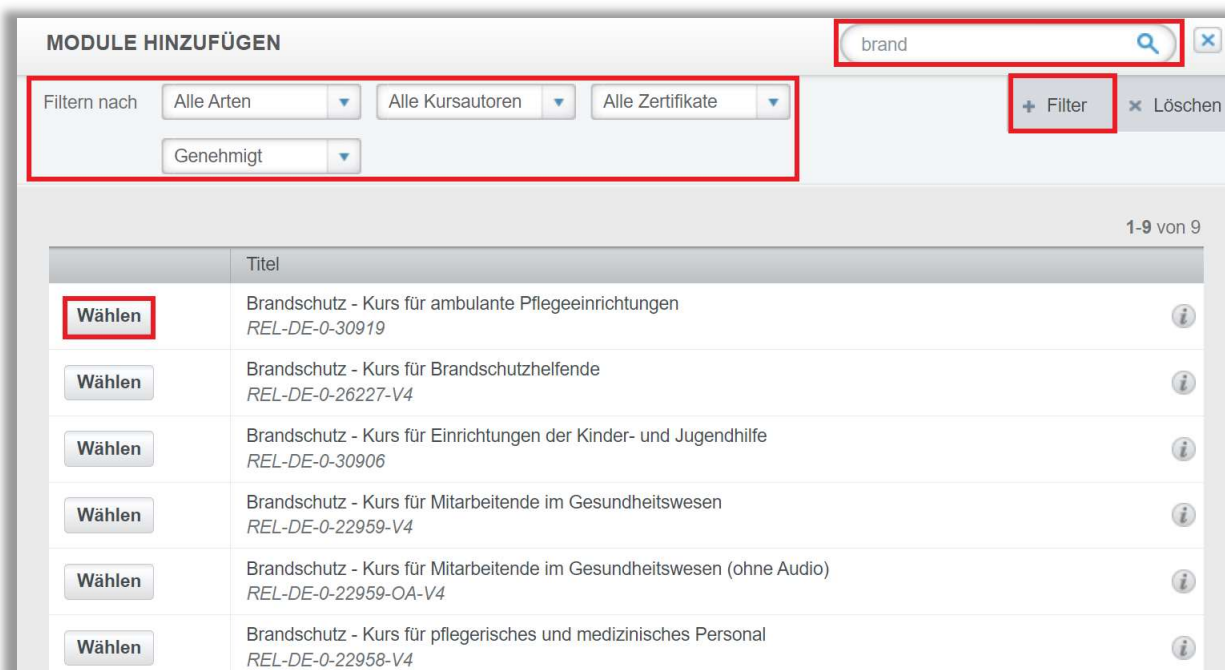 MODULE HINZUFÜGEN
brand
Filtern nach Alle Arten Alle Kursautoren Alle Zertifikate
+ Filter × Löschen
Genehmigt
1-9 von 9
Titel
Wählen Brandschutz - Kurs für ambulante Pflegeeinrichtungen
REL-DE-0-30919
Wählen Brandschutz - Kurs für Brandschutzhelfende
REL-DE-0-26227-V4
Wählen Brandschutz - Kurs für Einrichtungen der Kinder- und Jugendhilfe
REL-DE-0-30906
Wählen Brandschutz - Kurs für Mitarbeitende im Gesundheitswesen
REL-DE-0-22959-V4
Wählen Brandschutz - Kurs für Mitarbeitende im Gesundheitswesen (ohne Audio)
REL-DE-0-22959-OA-V4
Wählen Brandschutz - Kurs für pflegerisches und medizinisches Personal
REL-DE-0-22958-V4